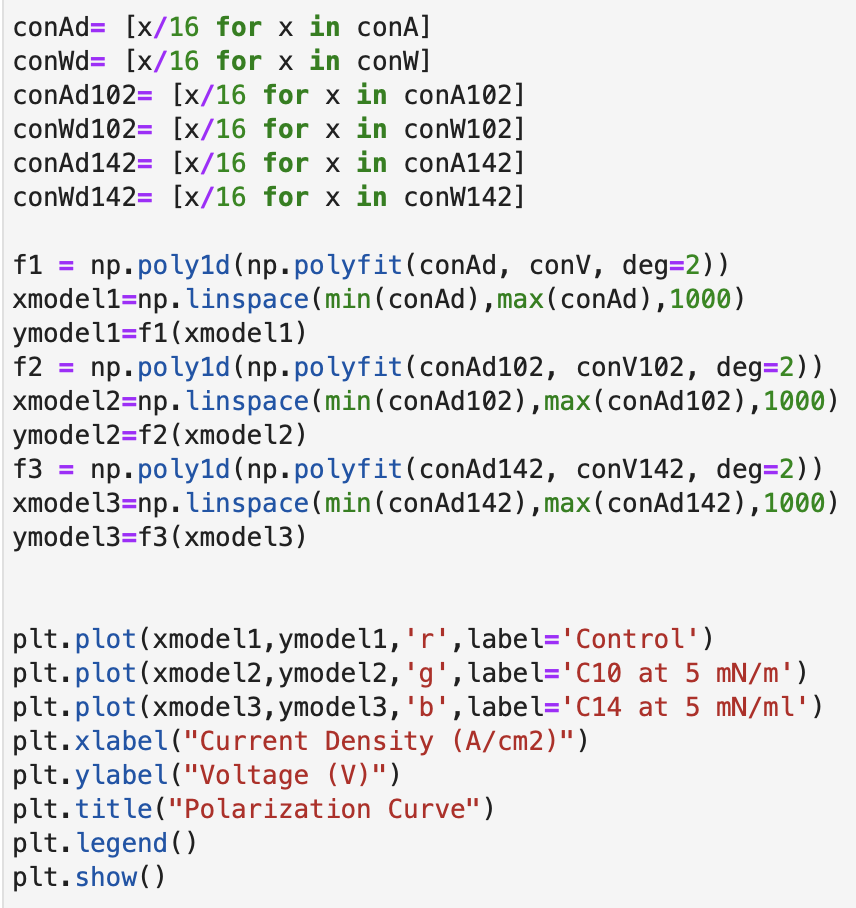 conAd= [x/16 for x in conA]
conWd= [x/16 for x in conW]
conAd102= [x/16 for x in conA102]
conWd102= [x/16 for x in conW102]
conAd142= [x/16 for x in conA142]
conWd142= [x/16 for x in conW142]

f1 = np.poly1d(np.polyfit(conAd, conV, deg=2))
xmodel1=np.linspace(min(conAd),max(conAd),1000)
ymodel1=f1(xmodel1)
f2 = np.poly1d(np.polyfit(conAd102, conV102, deg=2))
xmodel2=np.linspace(min(conAd102),max(conAd102),1000)
ymodel2=f2(xmodel2)
f3 = np.poly1d(np.polyfit(conAd142, conV142, deg=2))
xmodel3=np.linspace(min(conAd142),max(conAd142),1000)
ymodel3=f3(xmodel3)


plt.plot(xmodel1,ymodel1,'r',label='Control')
plt.plot(xmodel2,ymodel2,'g',label='C10 at 5 mN/m')
plt.plot(xmodel3,ymodel3,'b',label='C14 at 5 mN/ml')
plt.xlabel("Current Density (A/cm2)")
plt.ylabel("Voltage (V)")
plt.title("Polarization Curve")
plt.legend()
plt.show()